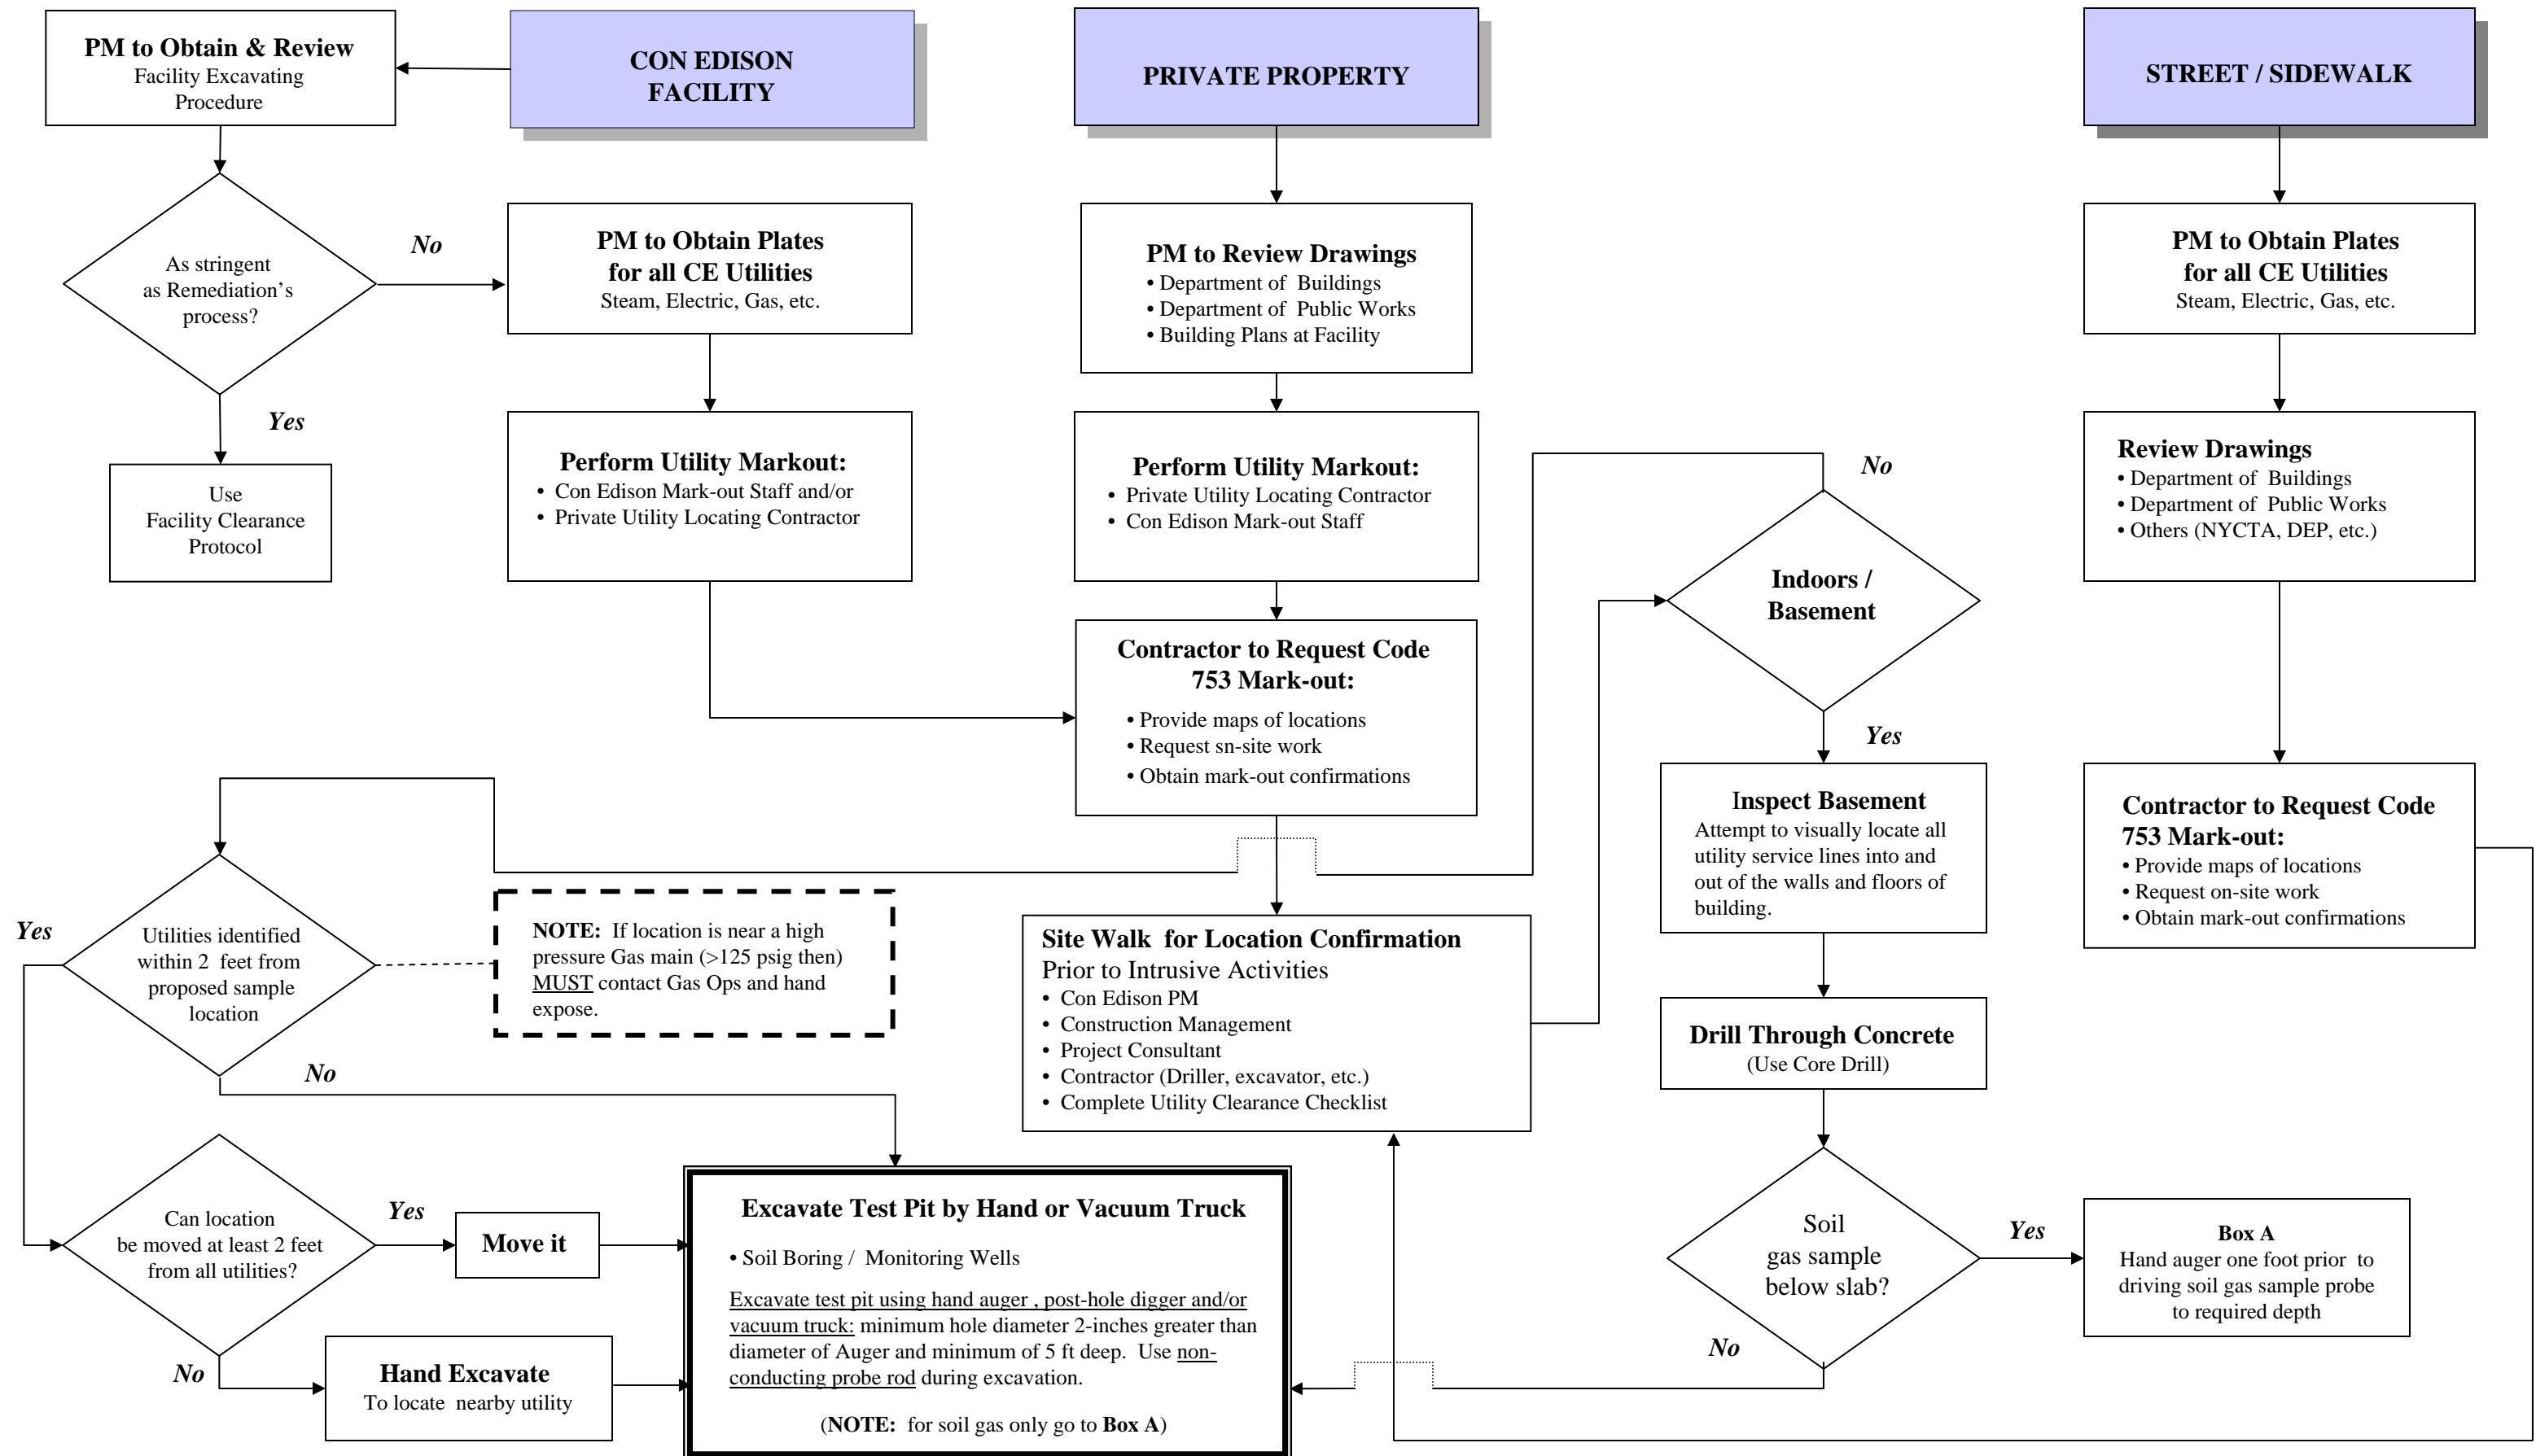 PM to Obtain & Review
Facility Excavating
Procedure
CON EDISON
FACILITY
PRIVATE PROPERTY
STREET / SIDEWALK
As stringent
as Remediation’s
process?
No
Yes
Use
Facility Clearance
Protocol
PM to Obtain Plates
for all CE Utilities
Steam, Electric, Gas, etc.
Perform Utility Markout:
• Con Edison Mark-out Staff and/or
• Private Utility Locating Contractor
PM to Review Drawings
• Department of Buildings
• Department of Public Works
• Building Plans at Facility
Perform Utility Markout:
• Private Utility Locating Contractor
• Con Edison Mark-out Staff
Contractor to Request Code
753 Mark-out:
• Provide maps of locations
• Request sn-site work
• Obtain mark-out confirmations
Site Walk for Location Confirmation
Prior to Intrusive Activities
• Con Edison PM
• Construction Management
• Project Consultant
• Contractor (Driller, excavator, etc.)
• Complete Utility Clearance Checklist
PM to Obtain Plates
for all CE Utilities
Steam, Electric, Gas, etc.
Review Drawings
• Department of Buildings
• Department of Public Works
• Others (NYCTA, DEP, etc.)
Contractor to Request Code
753 Mark-out:
• Provide maps of locations
• Request on-site work
• Obtain mark-out confirmations
No
Indoors /
Basement
Yes
Inspect Basement
Attempt to visually locate all
utility service lines into and
out of the walls and floors of
building.
Drill Through Concrete
(Use Core Drill)
Soil
gas sample
below slab?
Yes
No
Box A
Hand auger one foot prior to
driving soil gas sample probe
to required depth
Yes
Utilities identified
within 2 feet from
proposed sample
location
No
NOTE: If location is near a high
pressure Gas main (>125 psig then)
MUST contact Gas Ops and hand
expose.
Can location
be moved at least 2 feet
from all utilities?
Yes
Move it
No
Hand Excavate
To locate nearby utility
Excavate Test Pit by Hand or Vacuum Truck
• Soil Boring / Monitoring Wells
Excavate test pit using hand auger , post-hole digger and/or
vacuum truck: minimum hole diameter 2-inches greater than
diameter of Auger and minimum of 5 ft deep. Use non-
conducting probe rod during excavation.
(NOTE: for soil gas only go to Box A)